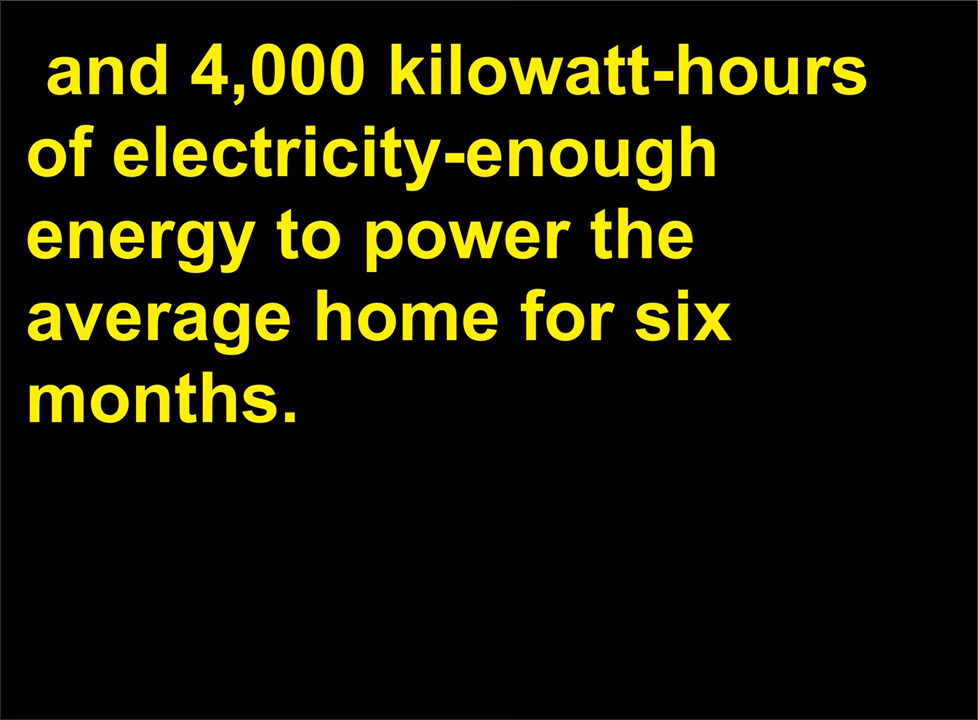 and 4,000 kilowatt-hours
of electricity-enough
energy to power the
average home for six
months.